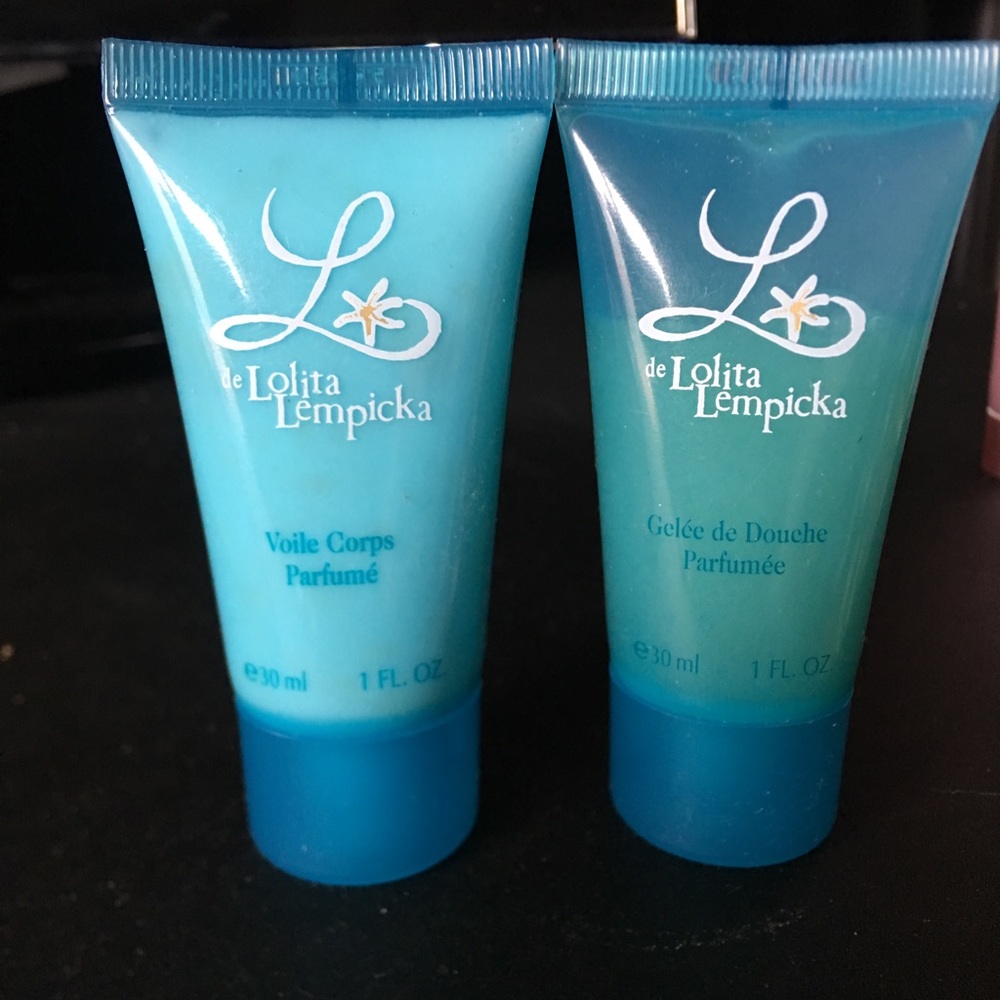 L
de Lolita
Lempicka
Voile Corps
Parfumé
℮30 ml 1 FL. OZ.
L
de Lolita
Lempicka
Gelée de Douche
Parfumée
℮30 ml 1 FL. OZ.